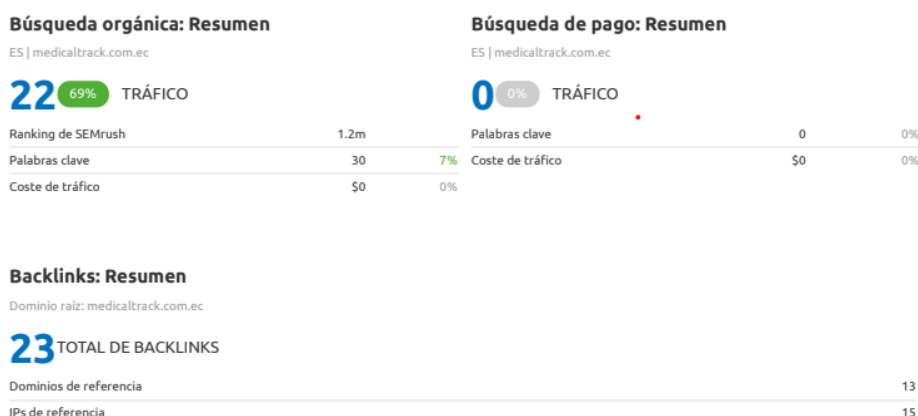 Búsqueda orgánica: Resumen
ES | medicaltrack.com.ec
22 69% TRÁFICO
Ranking de SEMrush 1.2m
Palabras clave 30 7%
Coste de tráfico $0 0%
Búsqueda de pago: Resumen
ES | medicaltrack.com.ec
0 0% TRÁFICO
Palabras clave 0 0%
Coste de tráfico $0 0%
Backlinks: Resumen
Dominio raíz: medicaltrack.com.ec
23 TOTAL DE BACKLINKS
Dominios de referencia 13
IPs de referencia 15